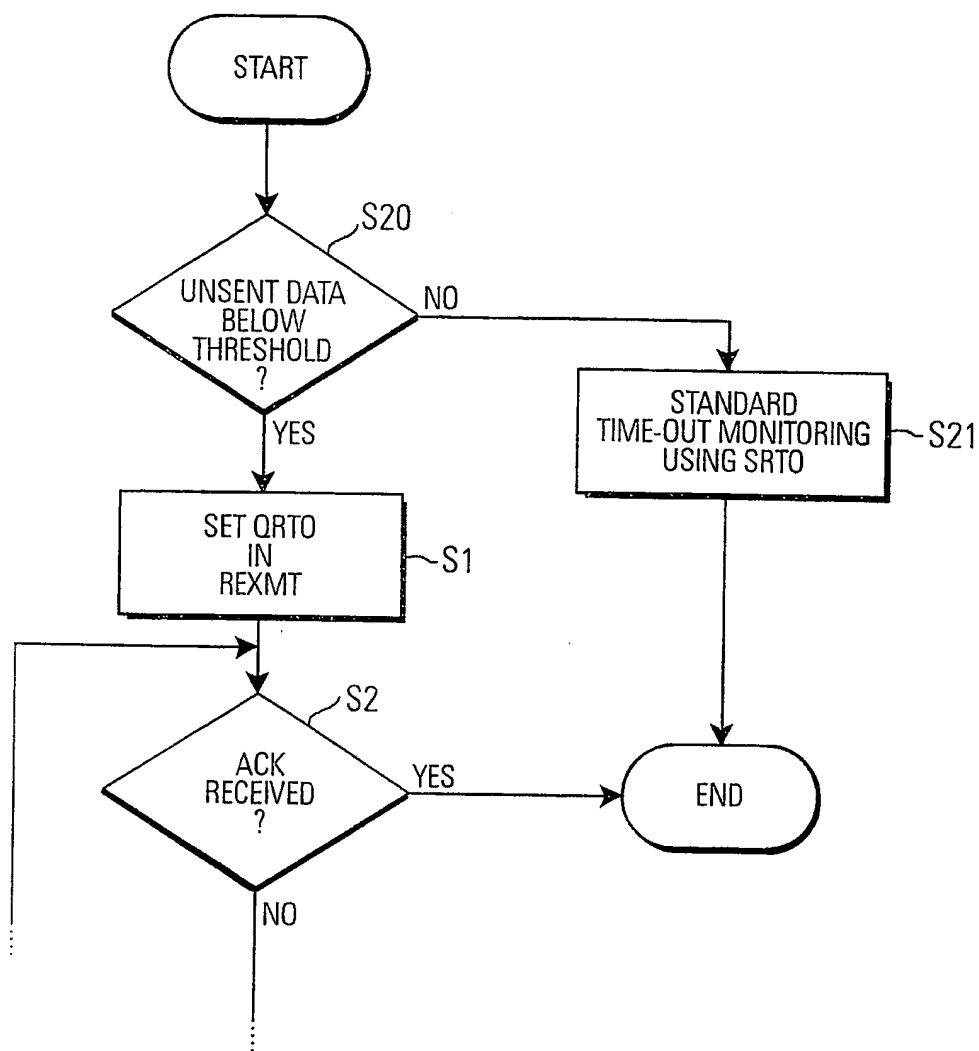 START
S20
UNSENT DATA
BELOW
THRESHOLD
?
NO
YES
STANDARD
TIME-OUT MONITORING
USING SRTO
S21
SET QRTO
IN
REXMT
S1
S2
ACK
RECEIVED
?
YES
END
NO